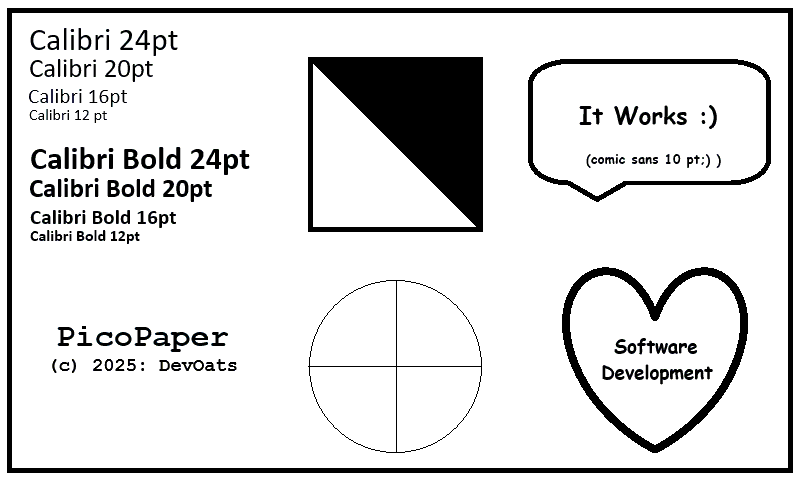 Calibri 24pt
Calibri 20pt
Calibri 16pt
Calibri 12 pt
Calibri Bold 24pt
Calibri Bold 20pt
Calibri Bold 16pt
Calibri Bold 12pt
PicoPaper
(c) 2025: DevOats
It Works :)
(comic sans 10 pt;) )
Software
Development